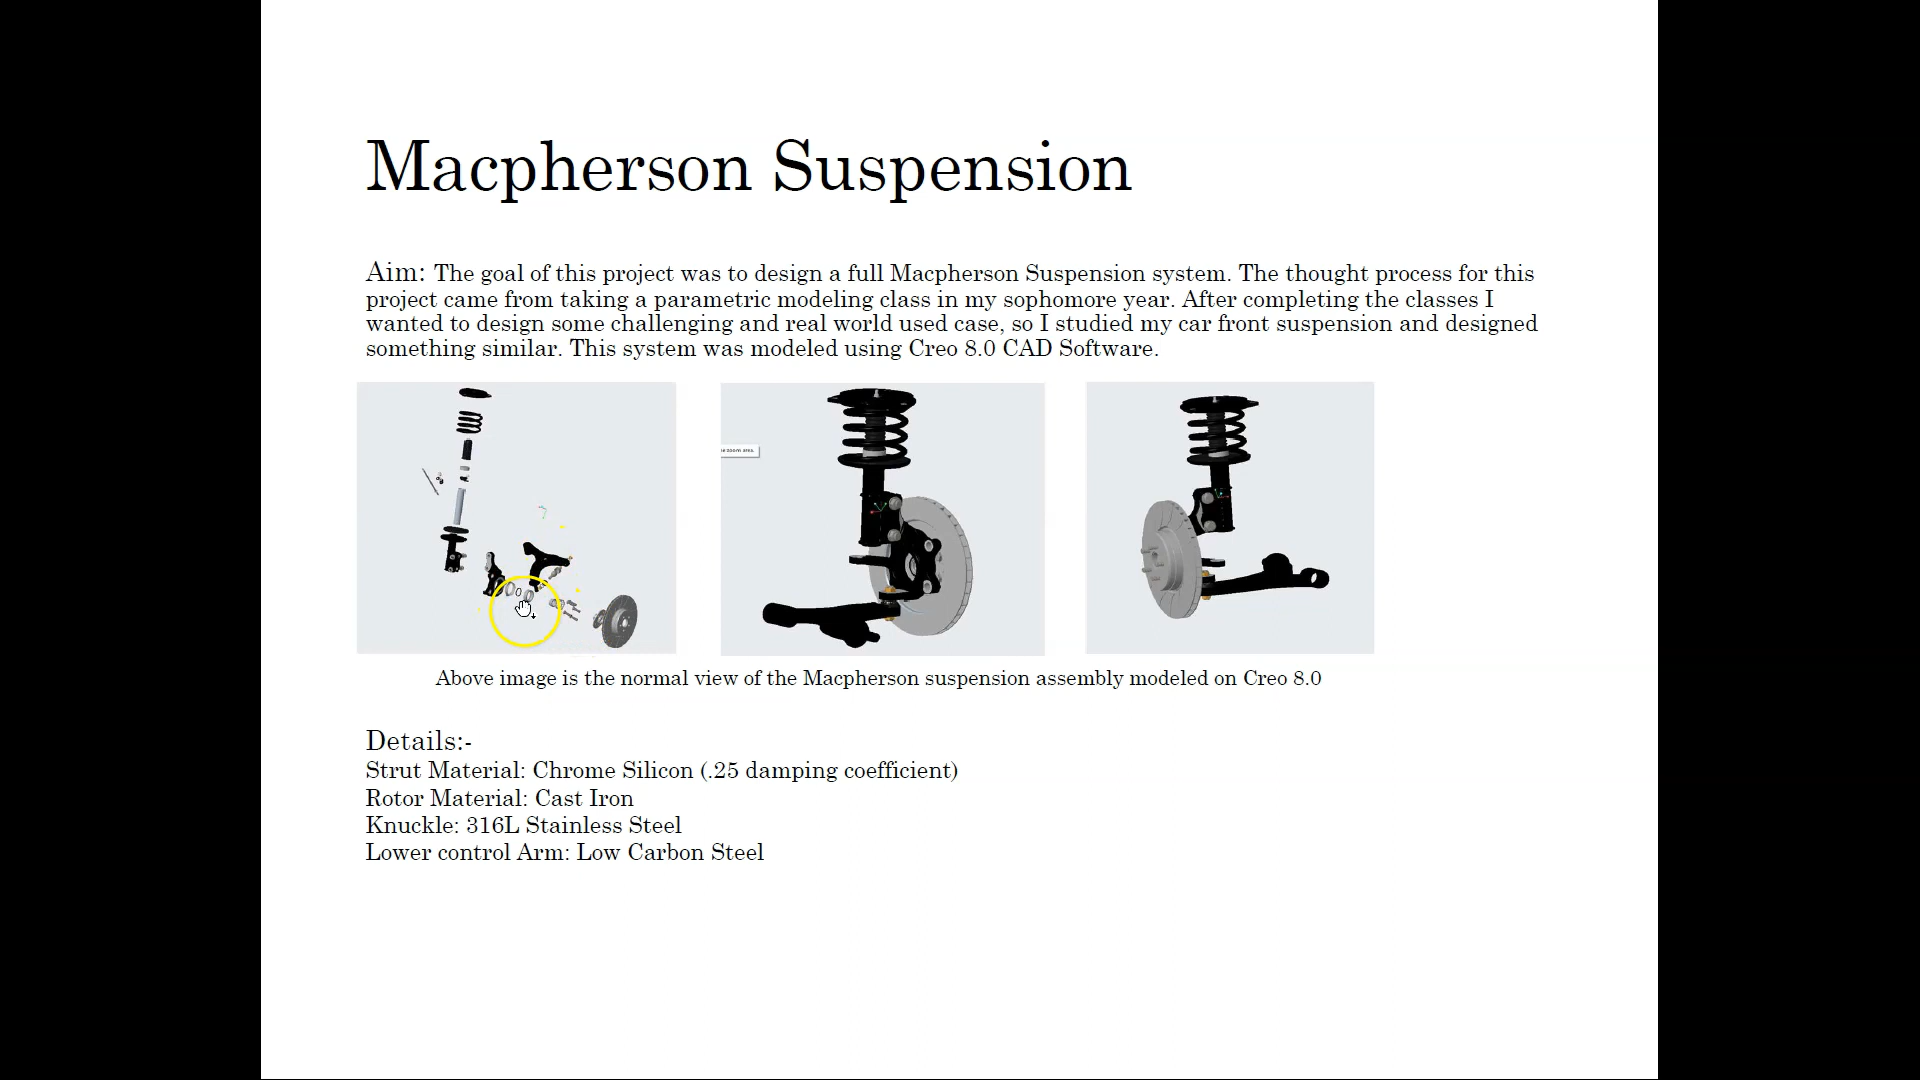 Macpherson Suspension
Aim: The goal of this project was to design a full Macpherson Suspension system. The thought process for this
project came from taking a parametric modeling class in my sophomore year. After completing the classes I
wanted to design some challenging and real world used case, so I studied my car front suspension and designed
something similar. This system was modeled using Creo 8.0 CAD Software.
zoom area.
Above image is the normal view of the Macpherson suspension assembly modeled on Creo 8.0
Details:-
Strut Material: Chrome Silicon (.25 damping coefficient)
Rotor Material: Cast Iron
Knuckle: 316L Stainless Steel
Lower control Arm: Low Carbon Steel